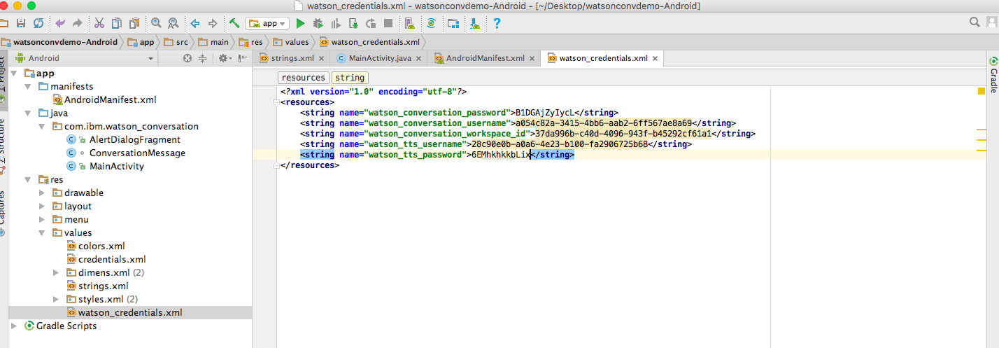 watson_credentials.xml - watsonconvdemo-Android - [~/Desktop/watsonconvdemo-Android]
app
?
watsonconvdemo-Android app src main res values watson_credentials.xml
Android
strings.xml × MainActivity.java × AndroidManifest.xml × watson_credentials.xml ×
1: Project
Z: Structure
Captures
Gradle
app
manifests
AndroidManifest.xml
java
com.ibm.watson_conversation
AlertDialogFragment
ConversationMessage
MainActivity
res
drawable
layout
menu
values
colors.xml
credentials.xml
dimens.xml (2)
strings.xml
styles.xml (2)
watson_credentials.xml
Gradle Scripts
resources string
<?xml version="1.0" encoding="utf-8"?>
<resources>
<string name="watson_conversation_password">B1DGAjZyIycL</string>
<string name="watson_conversation_username">a054c82a-3415-4bb6-aab2-6ff567ae8a69</string>
<string name="watson_conversation_workspace_id">37da996b-c40d-4096-943f-b45292cf61a1</string>
<string name="watson_tts_username">28c90e0b-a0a6-4e23-b100-fa2906725b68</string>
<string name="watson_tts_password">6EMhkhkkbLix</string>
</resources>